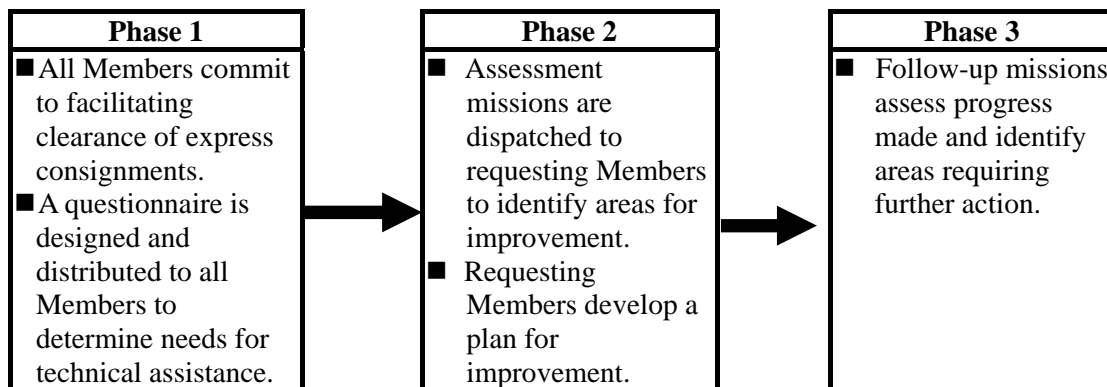 Phase 1
■ All Members commit
to facilitating
clearance of express
consignments.
■ A questionnaire is
designed and
distributed to all
Members to
determine needs for
technical assistance.
Phase 2
■ Assessment
missions are
dispatched to
requesting Members
to identify areas for
improvement.
■ Requesting
Members develop a
plan for
improvement.
Phase 3
■ Follow-up missions
assess progress
made and identify
areas requiring
further action.